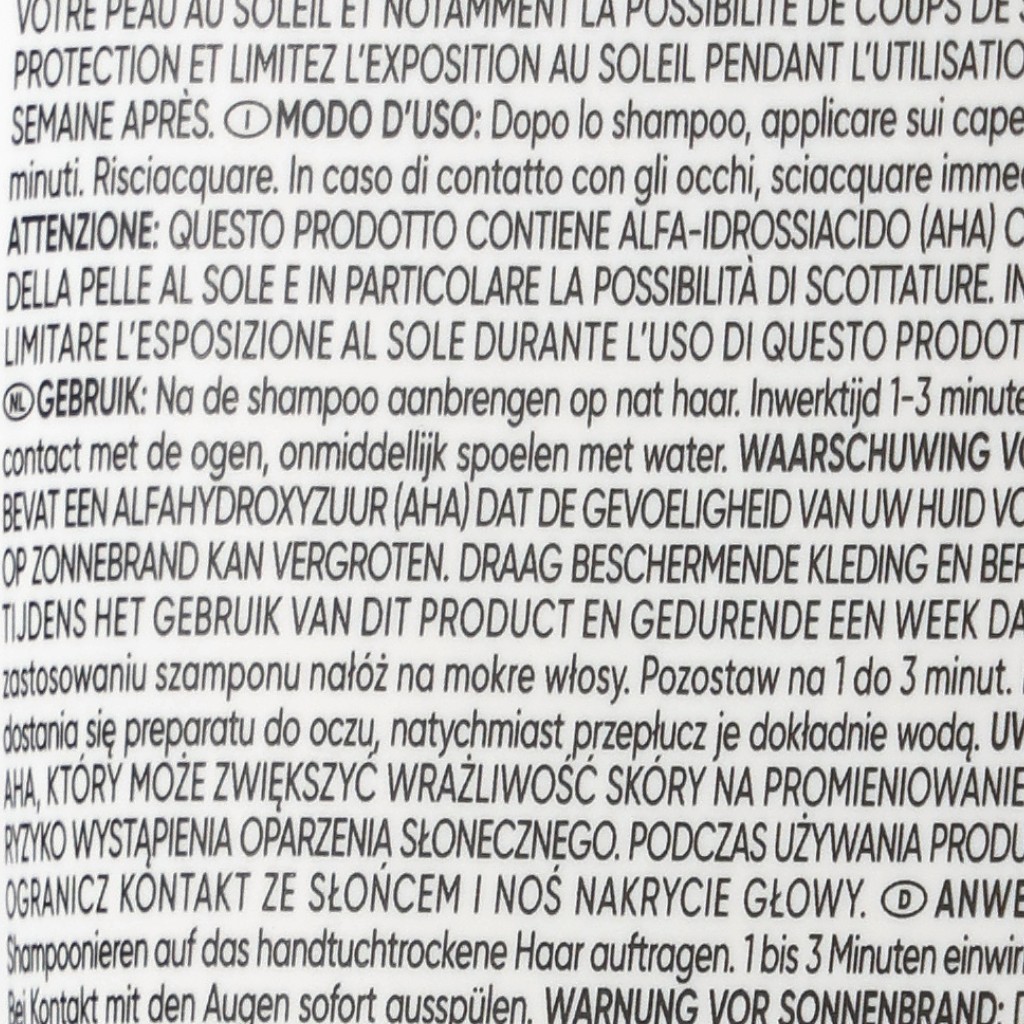 VOTRE PEAU AU SOLEIL ET NOTAMMENT LA POSSIBILITÉ DE COUPS DE
PROTECTION ET LIMITEZ L'EXPOSITION AU SOLEIL PENDANT L'UTILISATIO
SEMAINE APRÈS. I MODO D'USO: Dopo lo shampoo, applicare sui cape
minuti. Risciacquare. In caso di contatto con gli occhi, sciacquare imme
ATTENZIONE: QUESTO PRODOTTO CONTIENE ALFA-IDROSSIACIDO (AHA) C
DELLA PELLE AL SOLE E IN PARTICOLARE LA POSSIBILITÀ DI SCOTTATURE. IN
LIMITARE L'ESPOSIZIONE AL SOLE DURANTE L'USO DI QUESTO PRODOT
NL GEBRUIK: Na de shampoo aanbrengen op nat haar. Inwerktijd 1-3 minute
contact met de ogen, onmiddellijk spoelen met water. WAARSCHUWING VO
BEVAT EEN ALFAHYDROXYZUUR (AHA) DAT DE GEVOELIGHEID VAN UW HUID VO
OP ZONNEBRAND KAN VERGROTEN. DRAAG BESCHERMENDE KLEDING EN BEP
TIJDENS HET GEBRUIK VAN DIT PRODUCT EN GEDURENDE EEN WEEK DA
zastosowaniu szamponu nałóż na mokre włosy. Pozostaw na 1 do 3 minut.
dostania się preparatu do oczu, natychmiast przepłucz je dokładnie wodą. UW
AHA, KTÓRY MOŻE ZWIĘKSZYĆ WRAŻLIWOŚĆ SKÓRY NA PROMIENIOWANIE
RYZYKO WYSTĄPIENIA OPARZENIA SŁONECZNEGO. PODCZAS UŻYWANIA PRODU
OGRANICZ KONTAKT ZE SŁOŃCEM I NOŚ NAKRYCIE GŁOWY. D ANWE
Shampoonieren auf das handtuchtrockene Haar auftragen. 1 bis 3 Minuten einwir
Bei Kontakt mit den Augen sofort ausspülen. WARNUNG VOR SONNENBRAND: